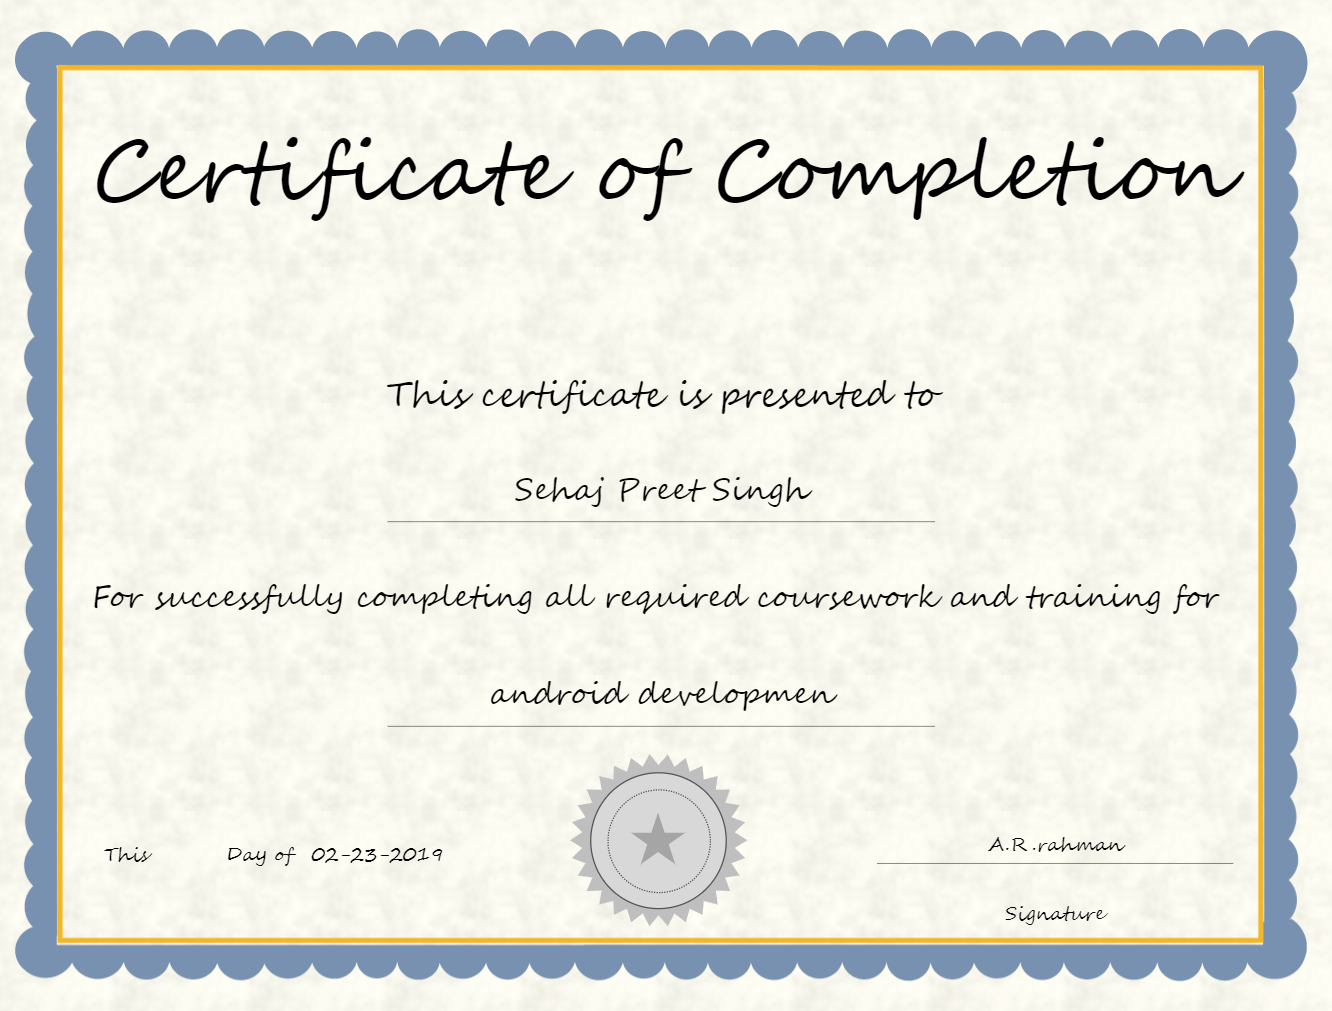 Certificate of Completion
This certificate is presented to
Sehaj Preet Singh
For successfully completing all required coursework and training for
android developmen
This Day of 02-23-2019
A.R.rahman
Signature